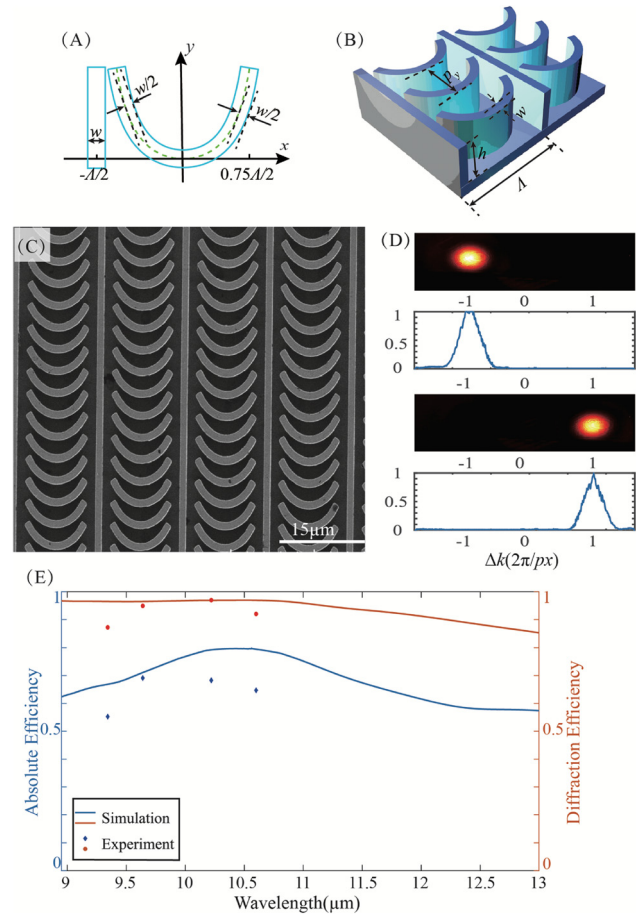 (A)
y
w/2
w/2
w
x
-Λ/2
0.75Λ/2
(B)
p_y
w
h
Λ
(C)
15μm
(D)
-1 0 1
1
0.5
0
-1 0 1
-1 0 1
1
0.5
0
-1 0 1
Δk(2π/px)
(E)
1
0.5
0
Absolute Efficiency
1
0.5
0
Diffraction Efficiency
Simulation
Experiment
9 9.5 10 10.5 11 11.5 12 12.5 13
Wavelength(μm)